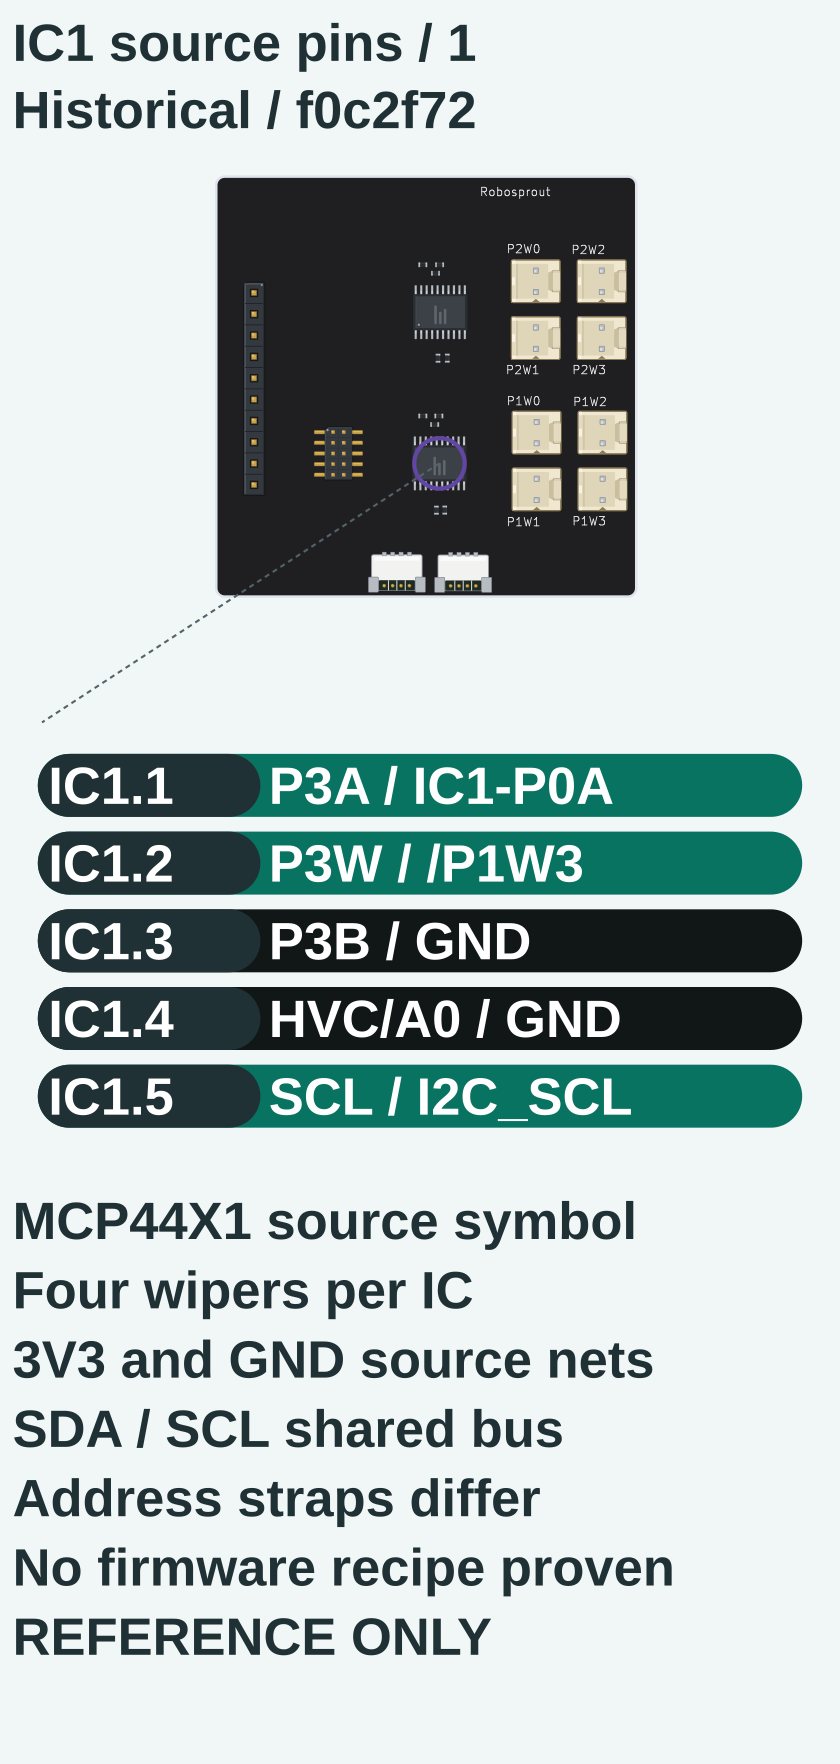 IC1 source pins / 1
Historical / f0c2f72
Robosprout
P2W0 P2W2
P2W1 P2W3
P1W0 P1W2
P1W1 P1W3
IC1.1 P3A / IC1-P0A
IC1.2 P3W / /P1W3
IC1.3 P3B / GND
IC1.4 HVC/A0 / GND
IC1.5 SCL / I2C_SCL
MCP44X1 source symbol
Four wipers per IC
3V3 and GND source nets
SDA / SCL shared bus
Address straps differ
No firmware recipe proven
REFERENCE ONLY